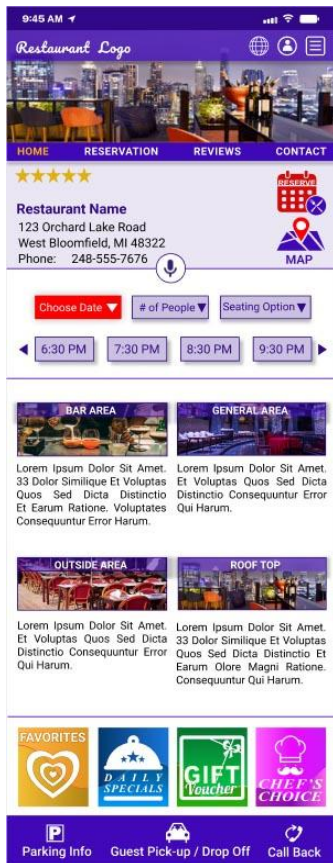 9:45 AM
Restaurant Logo
HOME RESERVATION REVIEWS CONTACT
RESERVE
Restaurant Name
123 Orchard Lake Road
West Bloomfield, MI 48322
Phone: 248-555-7676
MAP
Choose Date # of People Seating Option
6:30 PM 7:30 PM 8:30 PM 9:30 PM
BAR AREA
Lorem Ipsum Dolor Sit Amet.
33 Dolor Similique Et Voluptas
Quos Sed Dicta Distinctio
Et Earum Ratione. Voluptates
Consequuntur Error Harum.
GENERAL AREA
Lorem Ipsum Dolor Sit Amet.
Et Voluptas Quos Sed Dicta
Distinctio Consequuntur Error
Qui Harum.
OUTSIDE AREA
Lorem Ipsum Dolor Sit Amet.
Et Voluptas Quos Sed Dicta
Distinctio Consequuntur Error
Qui Harum.
ROOF TOP
Lorem Ipsum Dolor Sit Amet.
33 Dolor Similique Et Voluptas
Quos Sed Dicta Distinctio Et
Earum Olore Magni Ratione.
Consequuntur Qui Harum.
FAVORITES
DAILY
SPECIALS
GIFT
Voucher
CHEF'S
CHOICE
P
Parking Info Guest Pick-up / Drop Off Call Back